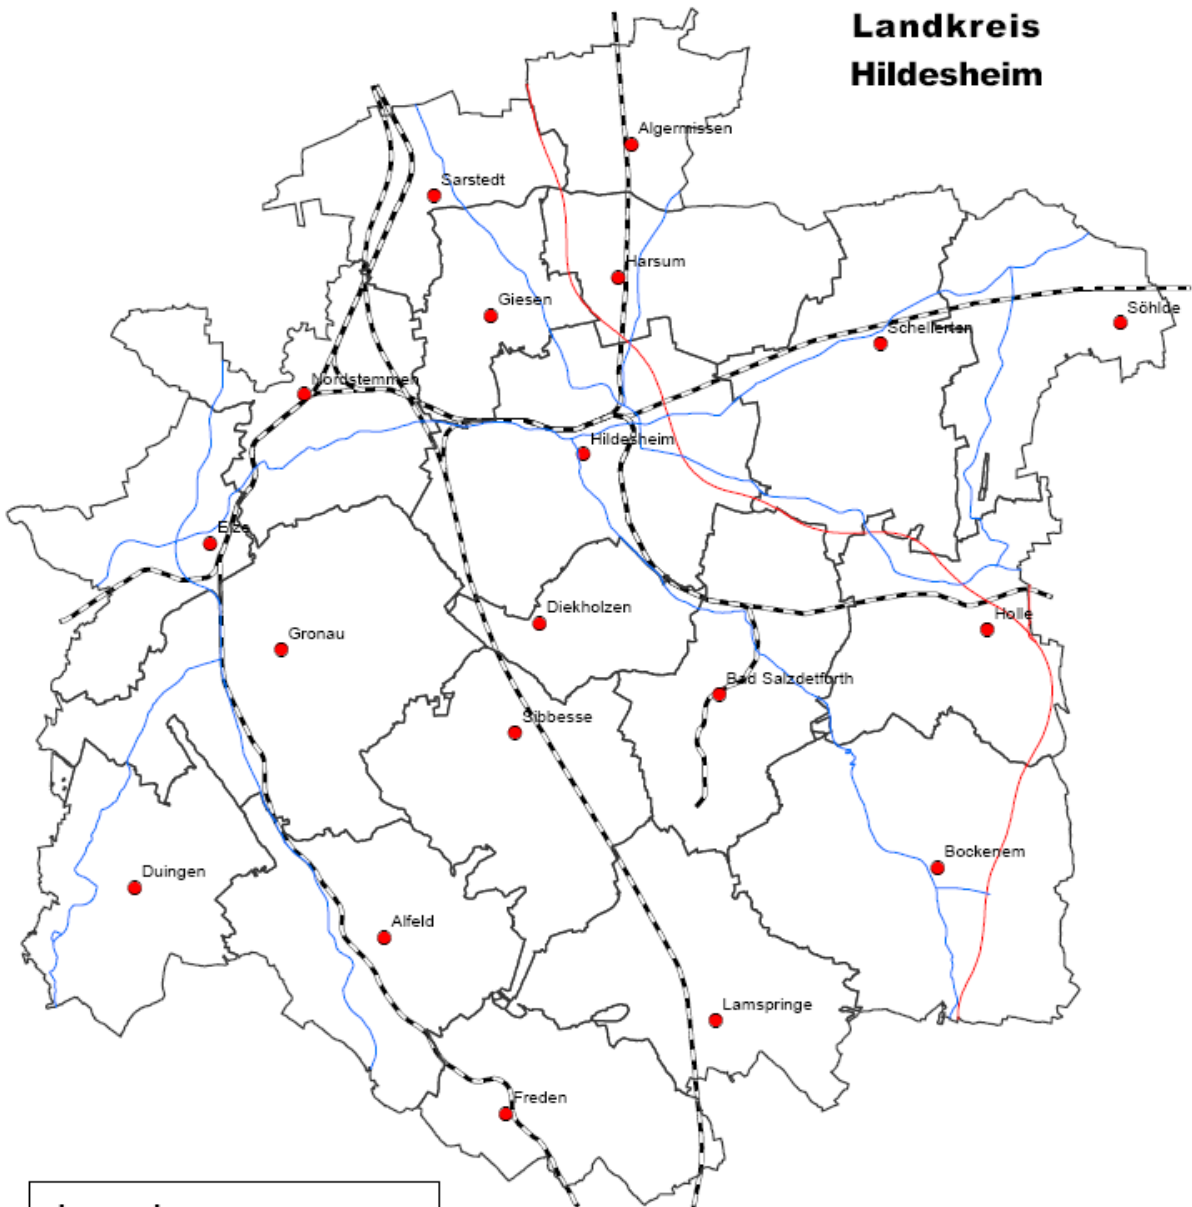 Landkreis
Hildesheim
Algermissen
Sarstedt
Harsum
Giesen
Söhlde
Schellerten
Nordstemmen
Hildesheim
Elze
Diekholzen
Holle
Gronau
Bad Salzdetfurth
Sibbesse
Bockenem
Duingen
Alfeld
Lamspringe
Freden